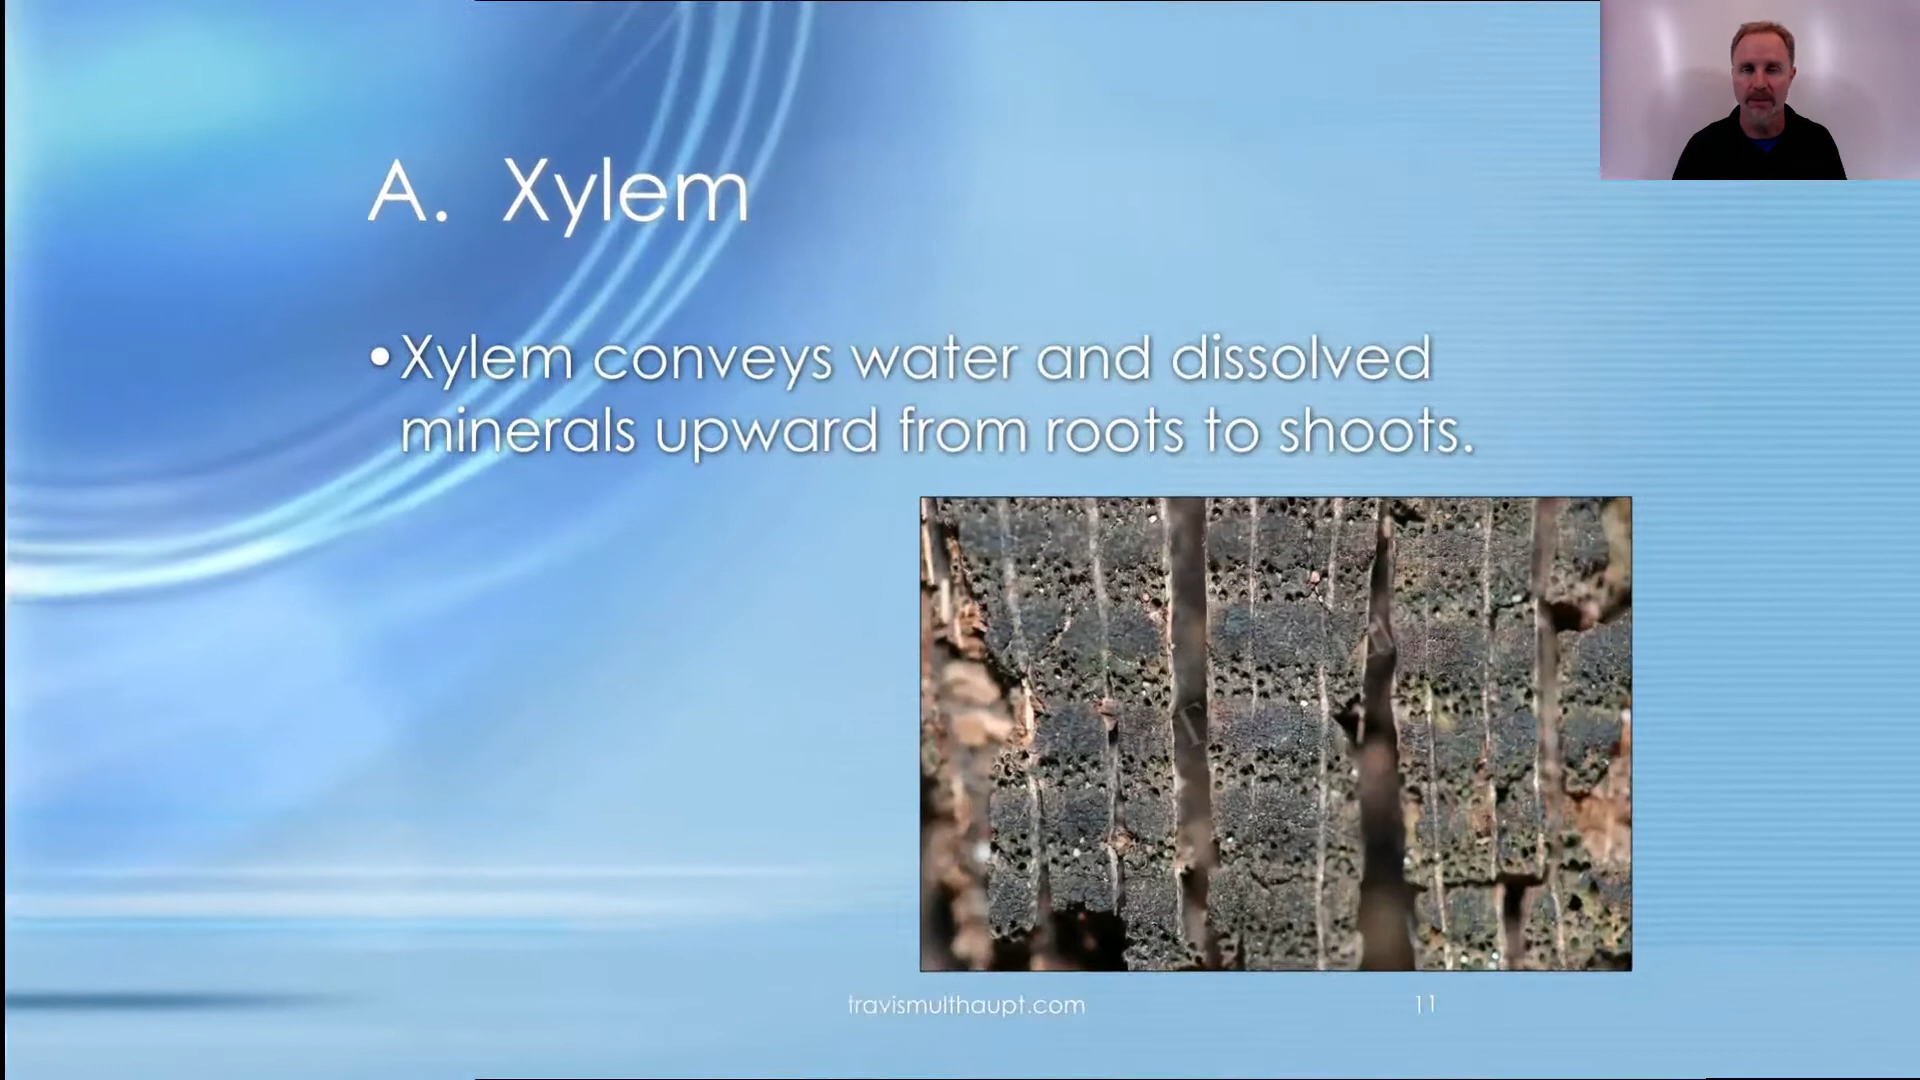 A. Xylem
•Xylem conveys water and dissolved
minerals upward from roots to shoots.
travismulthaupt.com
11